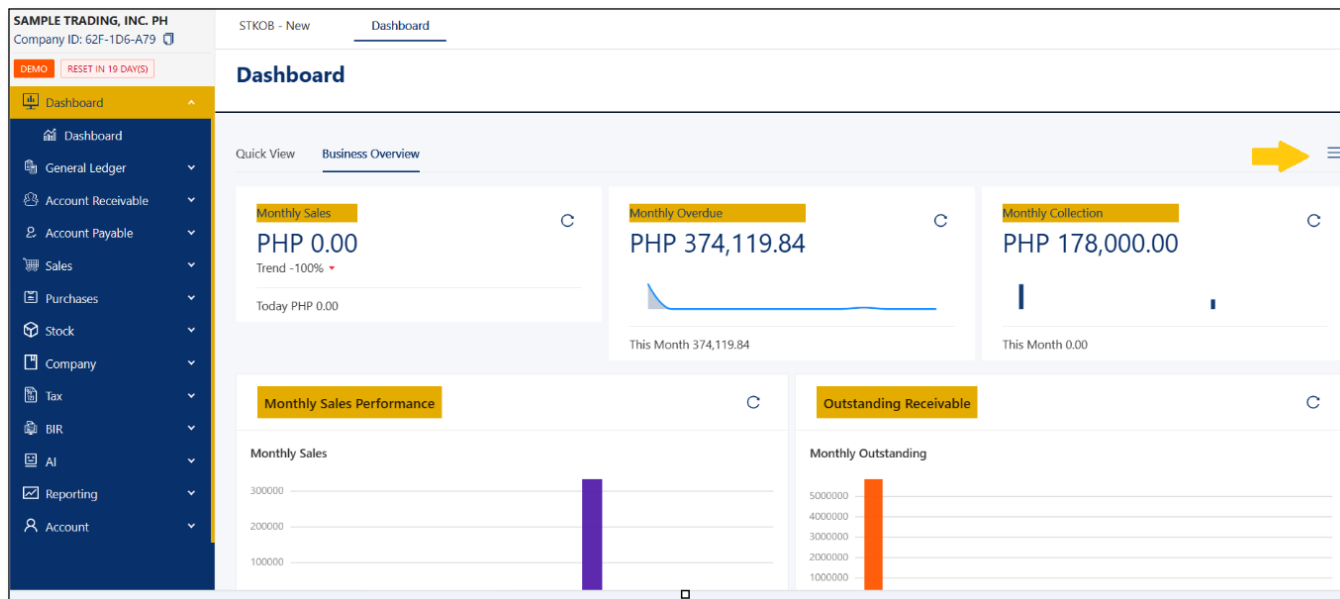 SAMPLE TRADING, INC. PH
Company ID: 62F-1D6-A79
DEMO RESET IN 19 DAY(S)
Dashboard
Dashboard
General Ledger
Account Receivable
Account Payable
Sales
Purchases
Stock
Company
Tax
BIR
AI
Reporting
Account
STKOB - New Dashboard
Dashboard
Quick View Business Overview
Monthly Sales
PHP 0.00
Trend -100%
Today PHP 0.00
Monthly Overdue
PHP 374,119.84
This Month 374,119.84
Monthly Collection
PHP 178,000.00
This Month 0.00
Monthly Sales Performance
Monthly Sales
300000
200000
100000
Outstanding Receivable
Monthly Outstanding
5000000
4000000
3000000
2000000
1000000